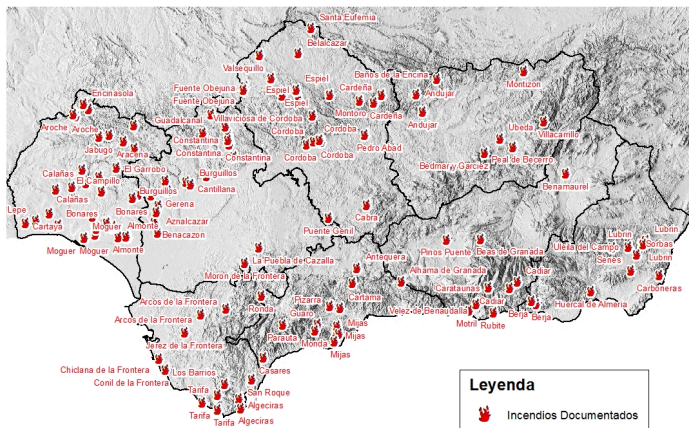 Santa Eufemia
Belalcazar
Valsequillo
Espiel
Baños de la Encina
Fuente Obejuna
Cardeña
Andujar
Montizon
Encinasola
Fuente Obejuna
Espiel
Montoro
Cardeña
Andujar
Aroche
Aroche
Guadalcanal
Villaviciosa de Cordoba
Cordoba
Cordoba
Ubeda
Villacarrillo
Jabugo
Aracena
Constantina
Constantina
Constantina
Cordoba
Cordoba
Pedro Abad
Bedmar y Garciez
Peal de Becerro
Calañas
El Campillo
El Garrobo
Burguillos
Cantillana
Benamaurel
Calañas
Burguillos
Gerena
Lepe
Cartaya
Bonares
Bonares
Aznalcazar
Cabra
Puente Genil
Moguer
Almonte
Benacazon
Moguer
Moguer
Almonte
La Puebla de Cazalla
Antequera
Pinos Puente
Beas de Granada
Uleila del Campo
Lubrin
Lubrin
Sorbas
Moron de la Frontera
Alhama de Granada
Senes
Lubrin
Carboneras
Arcos de la Frontera
Ronda
Pizarra
Cartama
Carataunas
Cadiar
Cadiar
Huercal de Almeria
Arcos de la Frontera
Guaro
Velez de Benaudalla
Motril
Rubite
Berja
Berja
Jerez de la Frontera
Parauta
Monda
Mijas
Mijas
Mijas
Chiclana de la Frontera
Los Barrios
Casares
Conil de la Frontera
Tarifa
San Roque
Algeciras
Tarifa
Tarifa
Algeciras
Leyenda
Incendios Documentados